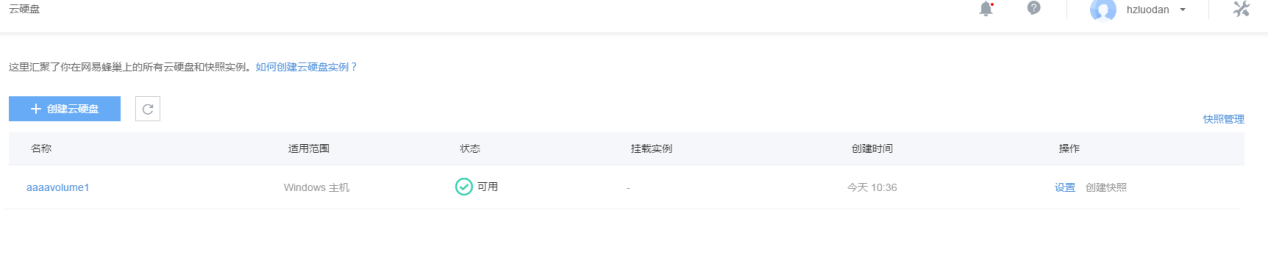 云硬盘
hzluodan
这里汇聚了你在网易蜂巢上的所有云硬盘和快照实例。如何创建云硬盘实例？
创建云硬盘
快照管理
名称 适用范围 状态 挂载实例 创建时间 操作
aaaavolume1 Windows 主机 可用 - 今天 10:36 设置 创建快照